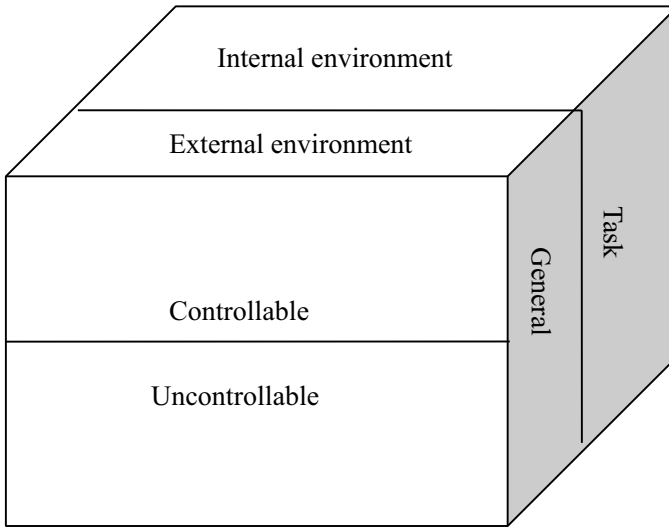 Internal environment
External environment
Task
General
Controllable
Uncontrollable